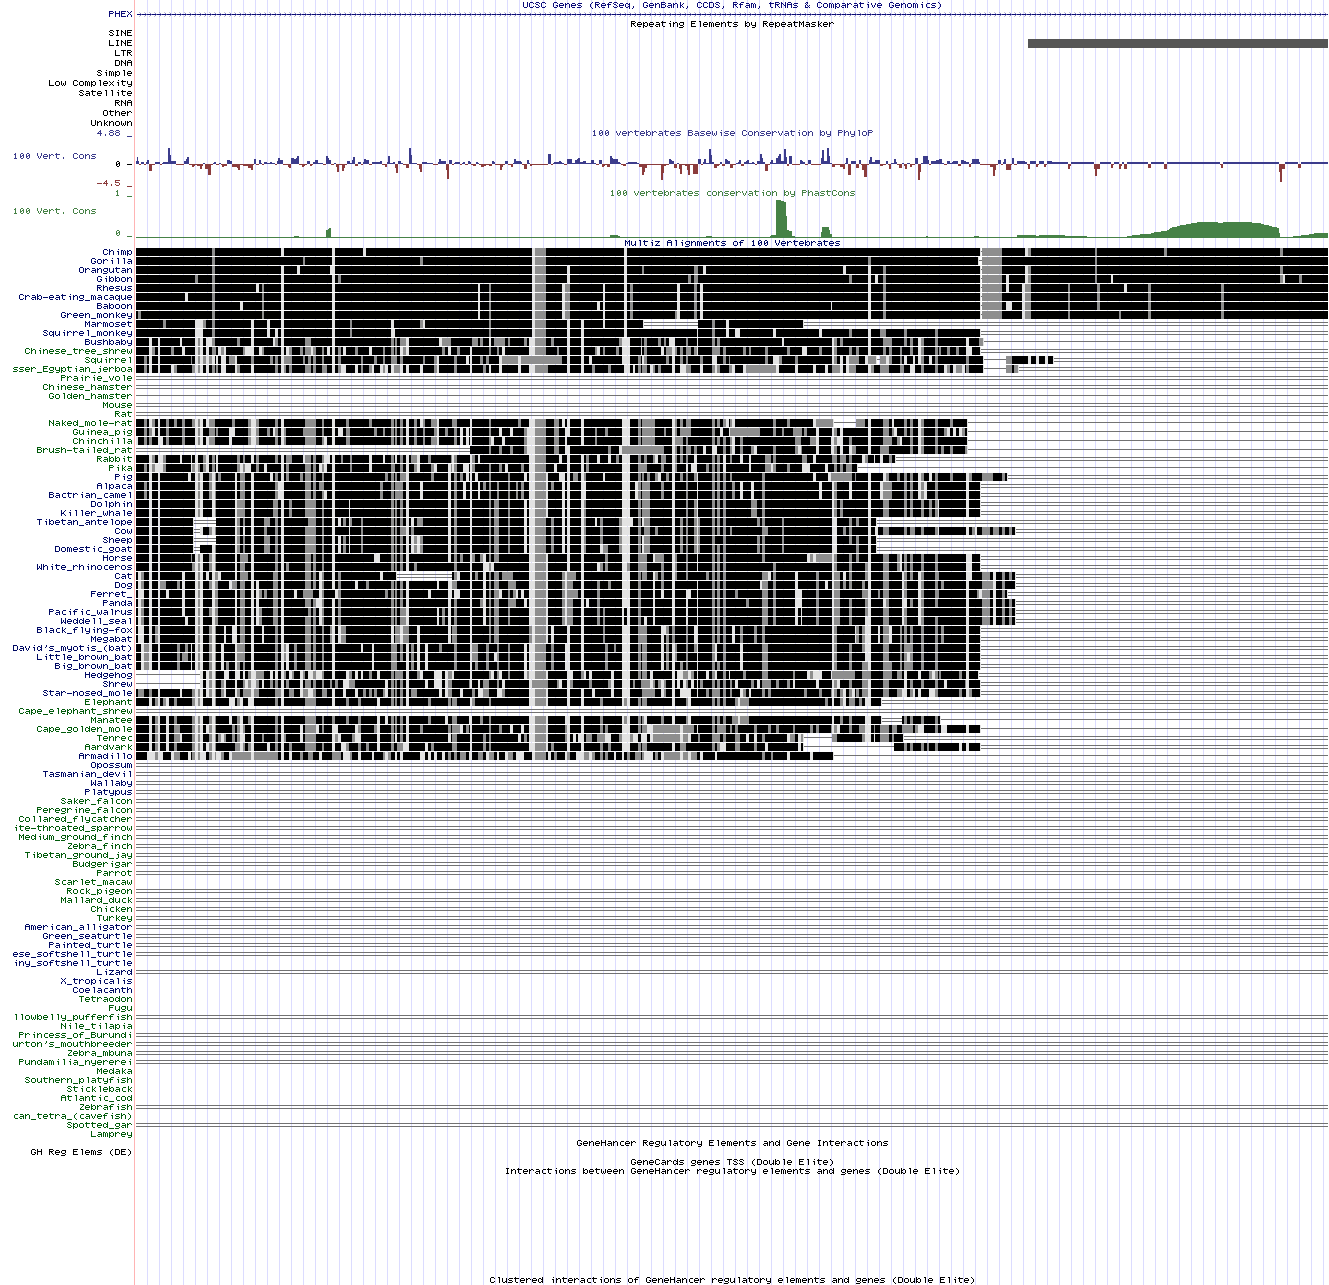 UCSC Genes (RefSeq, GenBank, CCDS, Rfam, tRNAs & Comparative Genomics)
PHEX
Repeating Elements by RepeatMasker
SINE
LINE
LTR
DNA
Simple
Low Complexity
Satellite
RNA
Other
Unknown
4.88 _
100 vertebrates Basewise Conservation by PhyloP
100 Vert. Cons
0 _
-4.5 _
1 _
100 vertebrates conservation by PhastCons
100 Vert. Cons
0 _
Multiz Alignments of 100 Vertebrates
Chimp
Gorilla
Orangutan
Gibbon
Rhesus
Crab-eating_macaque
Baboon
Green_monkey
Marmoset
Squirrel_monkey
Bushbaby
Chinese_tree_shrew
Squirrel
sser_Egyptian_jerboa
Prairie_vole
Chinese_hamster
Golden_hamster
Mouse
Rat
Naked_mole-rat
Guinea_pig
Chinchilla
Brush-tailed_rat
Rabbit
Pika
Pig
Alpaca
Bactrian_camel
Dolphin
Killer_whale
Tibetan_antelope
Cow
Sheep
Domestic_goat
Horse
White_rhinoceros
Cat
Dog
Ferret_
Panda
Pacific_walrus
Weddell_seal
Black_flying-fox
Megabat
David's_myotis_(bat)
Little_brown_bat
Big_brown_bat
Hedgehog
Shrew
Star-nosed_mole
Elephant
Cape_elephant_shrew
Manatee
Cape_golden_mole
Tenrec
Aardvark
Armadillo
Opossum
Tasmanian_devil
Wallaby
Platypus
Saker_falcon
Peregrine_falcon
Collared_flycatcher
ite-throated_sparrow
Medium_ground_finch
Zebra_finch
Tibetan_ground_jay
Budgerigar
Parrot
Scarlet_macaw
Rock_pigeon
Mallard_duck
Chicken
Turkey
American_alligator
Green_seaturtle
Painted_turtle
ese_softshell_turtle
iny_softshell_turtle
Lizard
X_tropicalis
Coelacanth
Tetraodon
Fugu
llowbelly_pufferfish
Nile_tilapia
Princess_of_Burundi
urton's_mouthbreeder
Zebra_mbuna
Pundamilia_nyererei
Medaka
Southern_platyfish
Stickleback
Atlantic_cod
Zebrafish
can_tetra_(cavefish)
Spotted_gar
Lamprey
GeneHancer Regulatory Elements and Gene Interactions
GH Reg Elems (DE)
GeneCards genes TSS (Double Elite)
Interactions between GeneHancer regulatory elements and genes (Double Elite)
Clustered interactions of GeneHancer regulatory elements and genes (Double Elite)